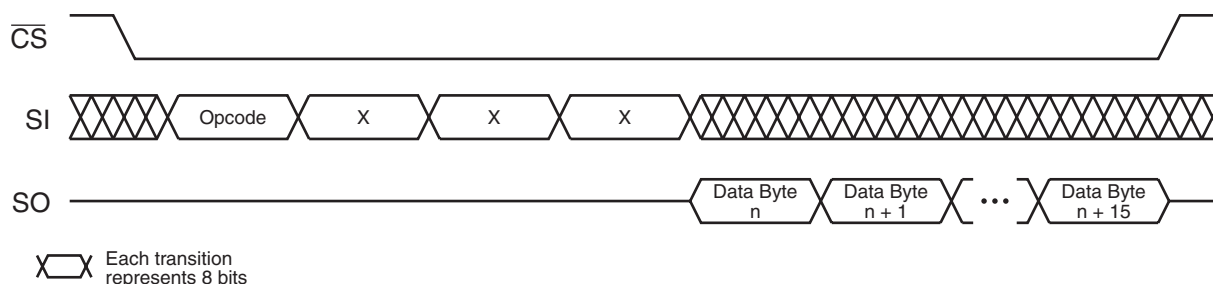 CS
SI
Opcode
X
X
X
SO
Data Byte
n
Data Byte
n + 1
•••
Data Byte
n + 15
Each transition
represents 8 bits